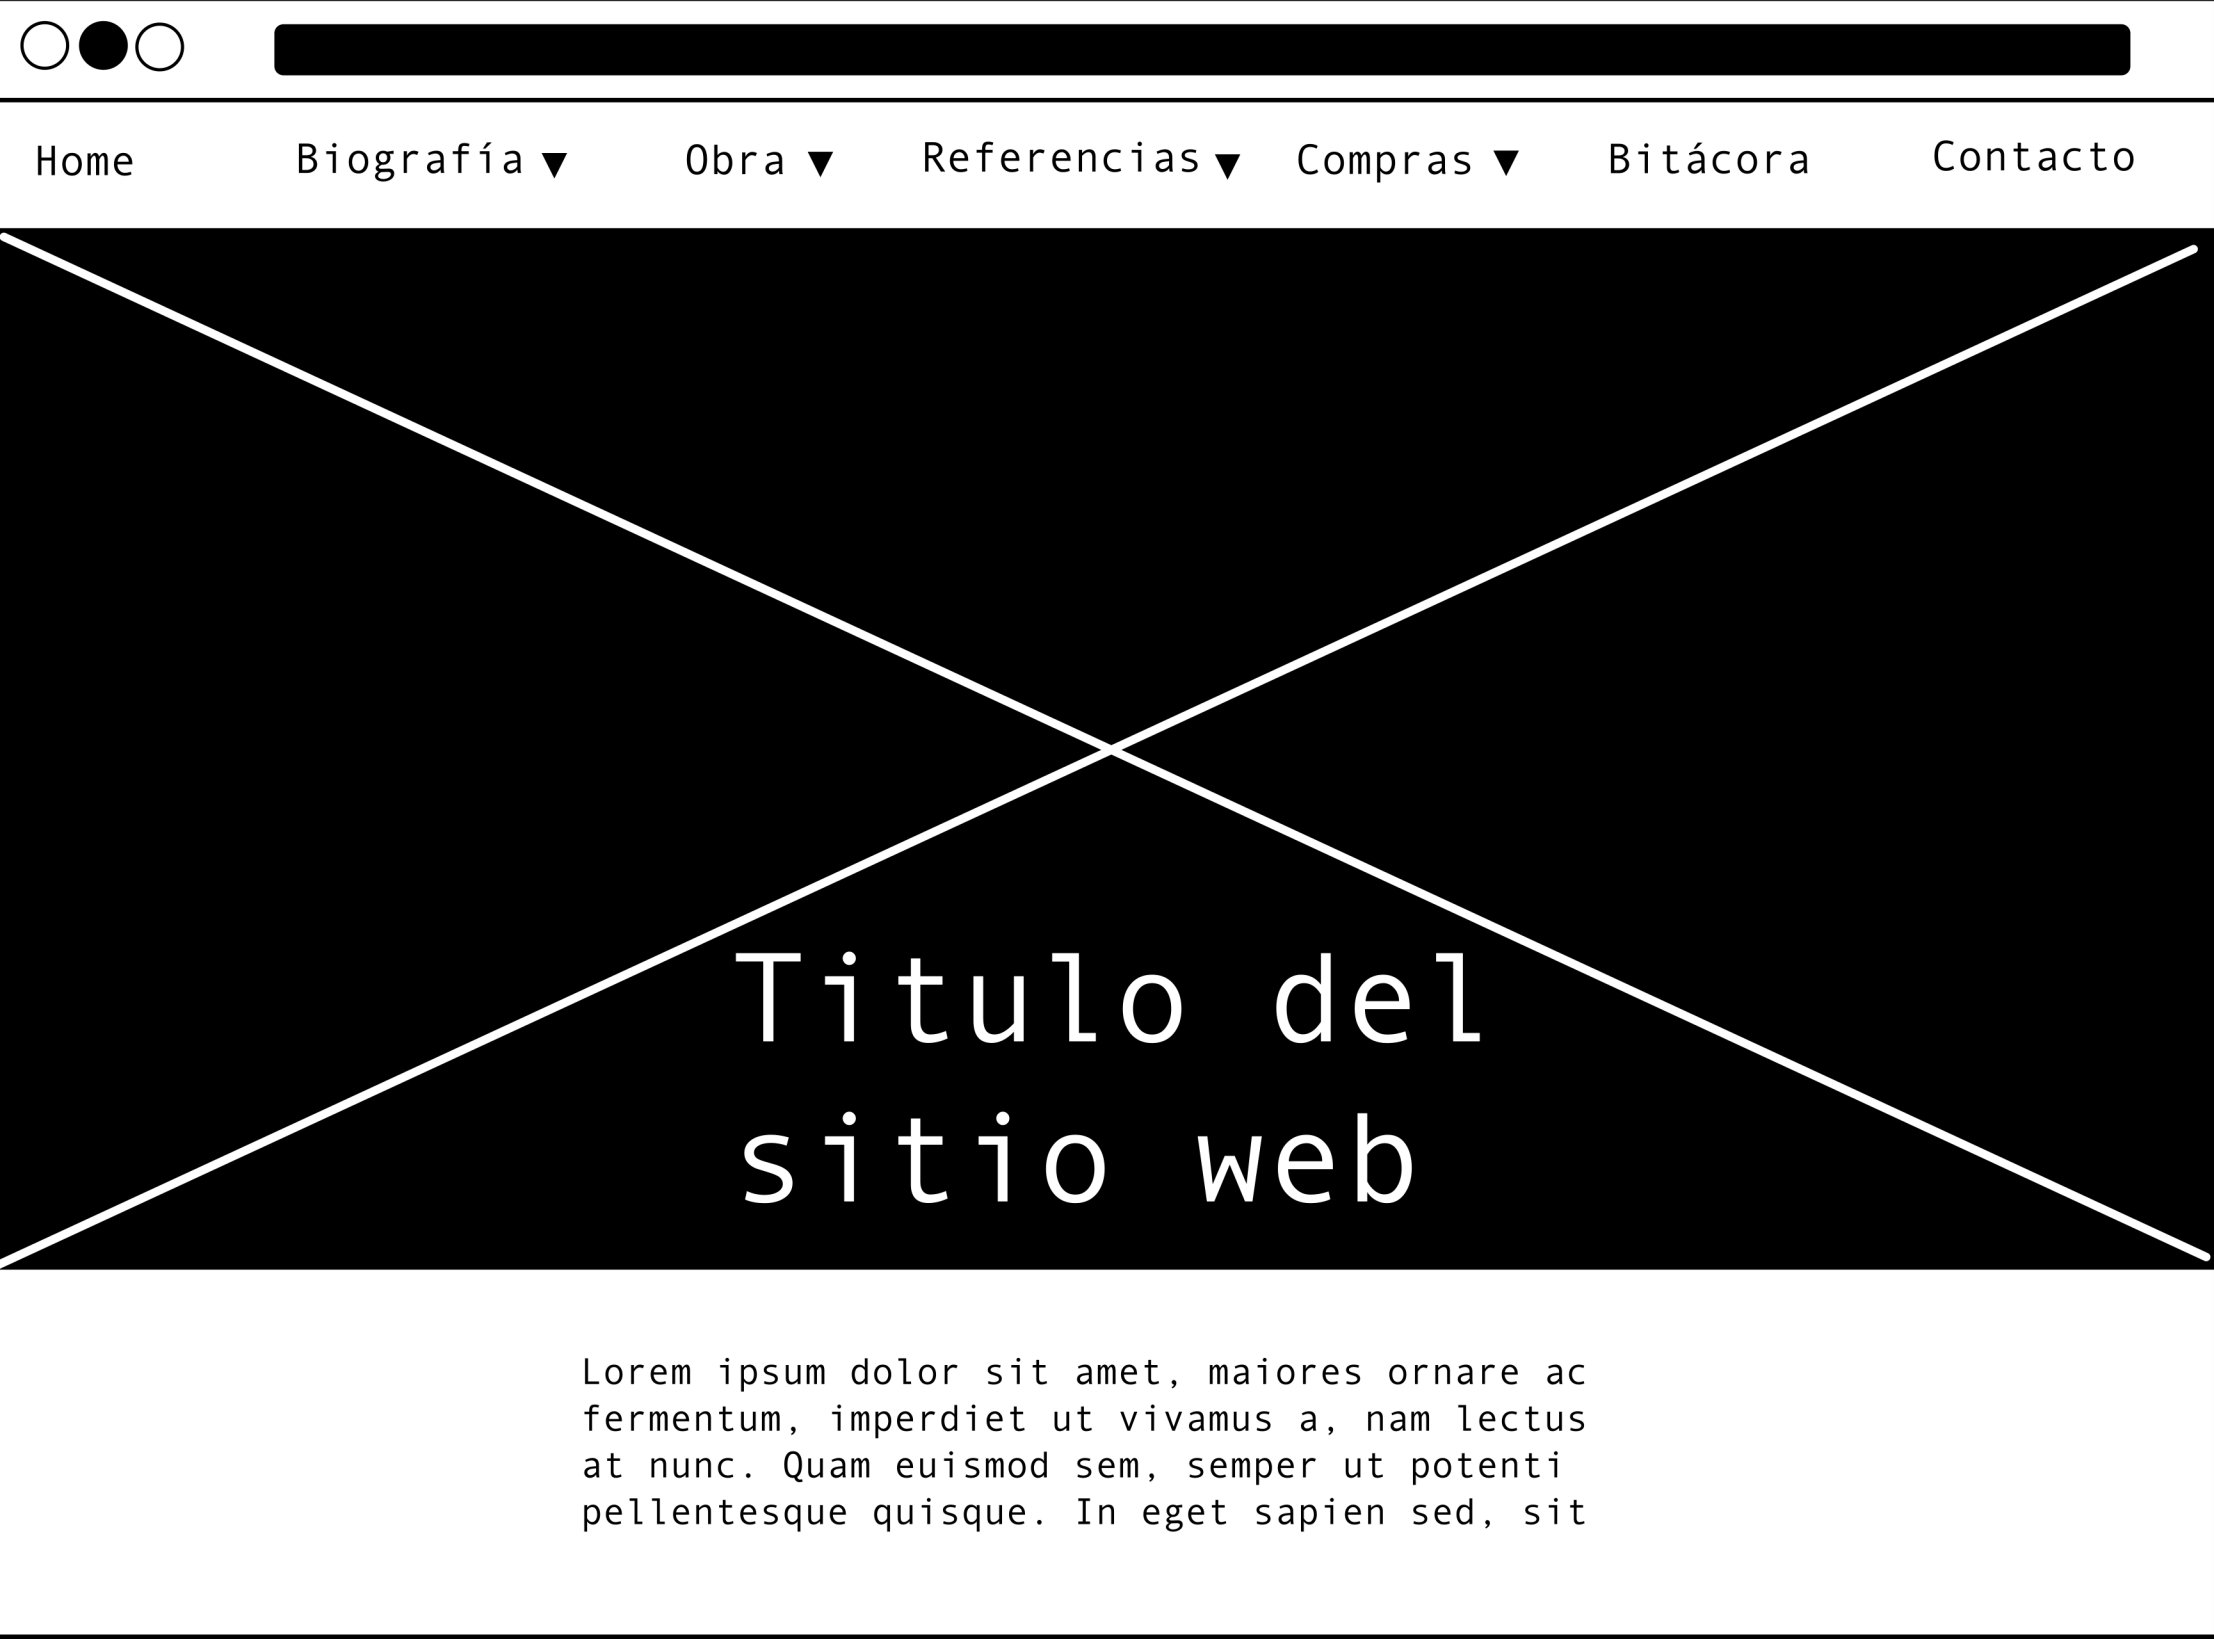 Home Biografía ▼ Obra ▼ Referencias ▼ Compras ▼ Bitácora Contacto
Titulo del
sitio web
Lorem ipsum dolor sit amet, maiores ornare ac
fermentum, imperdiet ut vivamus a, nam lectus
at nunc. Quam euismod sem, semper ut potenti
pellentesque quisque. In eget sapien sed, sit